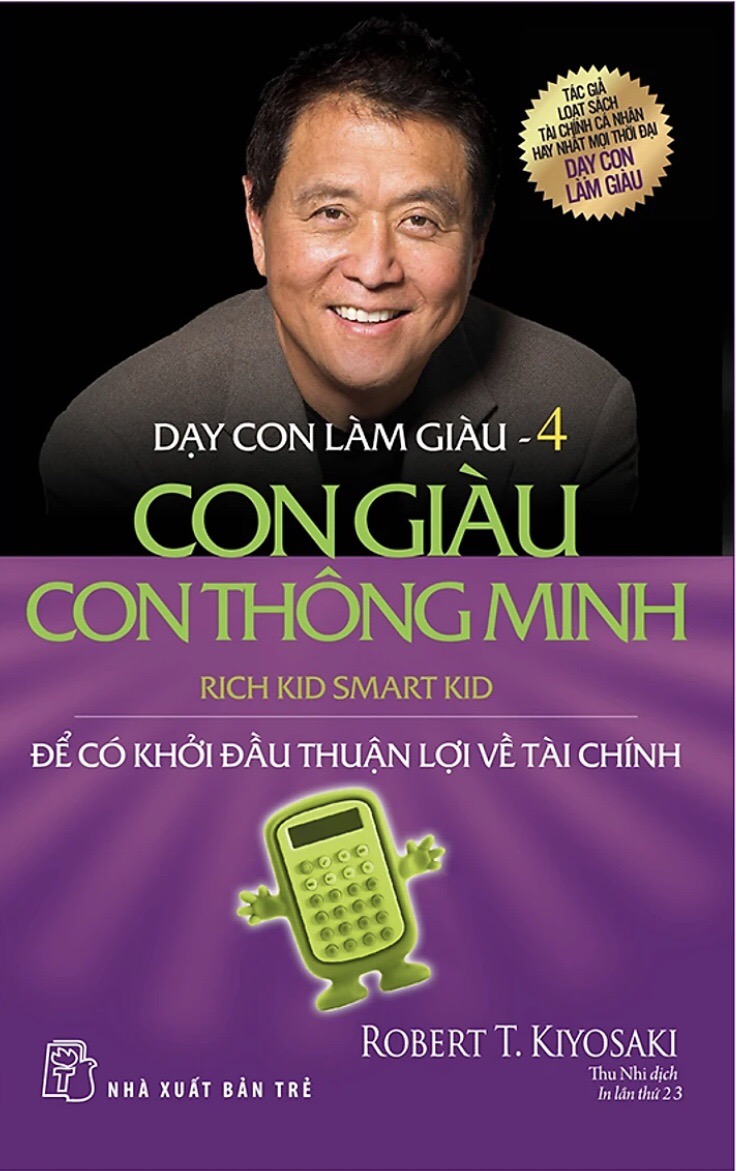 TÁC GIẢ
LOẠT SÁCH
TÀI CHÍNH CÁ NHÂN
HAY NHẤT MỌI THỜI ĐẠI
DẠY CON
LÀM GIÀU
DẠY CON LÀM GIÀU - 4
CON GIÀU
CON THÔNG MINH
RICH KID SMART KID
ĐỂ CÓ KHỞI ĐẦU THUẬN LỢI VỀ TÀI CHÍNH
ROBERT T. KIYOSAKI
Thu Nhi dịch
In lần thứ 23
T
NHÀ XUẤT BẢN TRẺ